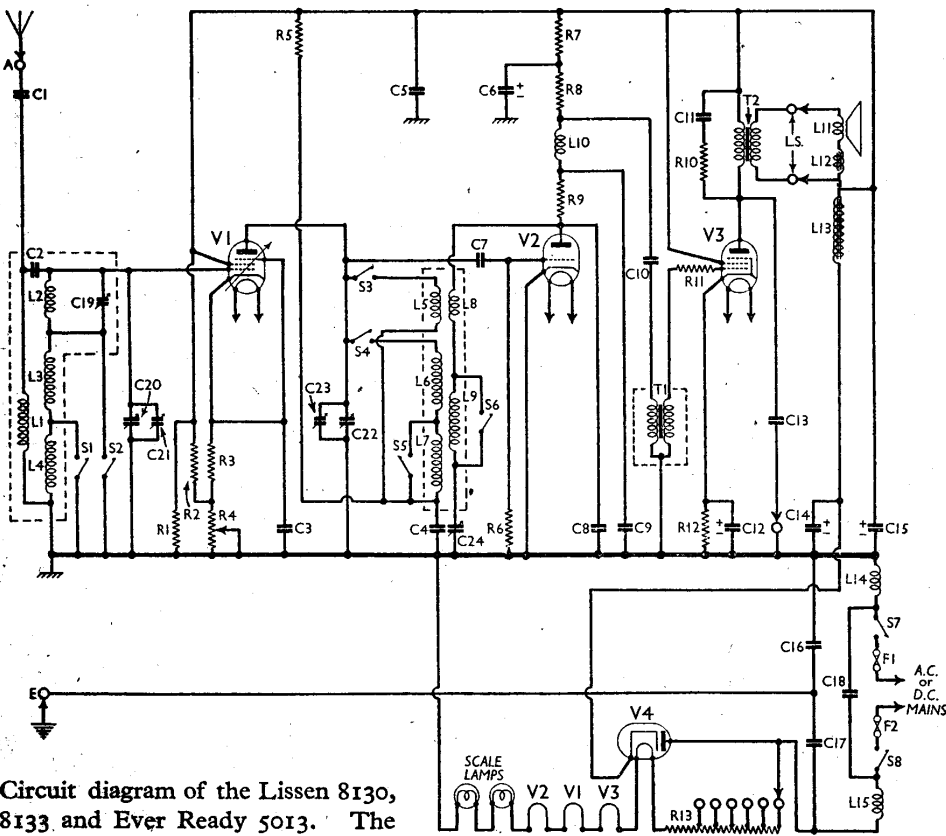 A
C1
R5
C5
C6
±
R7
R8
L10
R9
C11
R10
T2
L.S.
L11
L12
L13
C2
L2
C19
L3
L1
L4
S1
S2
C20
C21
V1
R2
R1
R3
R4
C3
S3
S4
C23
C22
L5
L8
L6
L9
L7
S5
S6
C4
C24
C7
V2
R6
C8
C9
C10
T1
V3
R11
R12
±
C12
C13
C14
±
±
C15
L14
S7
F1
A.C.
OF
D.C.
MAINS
F2
S8
L15
C16
C18
C17
E
V4
R13
SCALE
LAMPS
V2
V1
V3
Circuit diagram of the Lissen 8130,
8133 and Ever Ready 5013. The